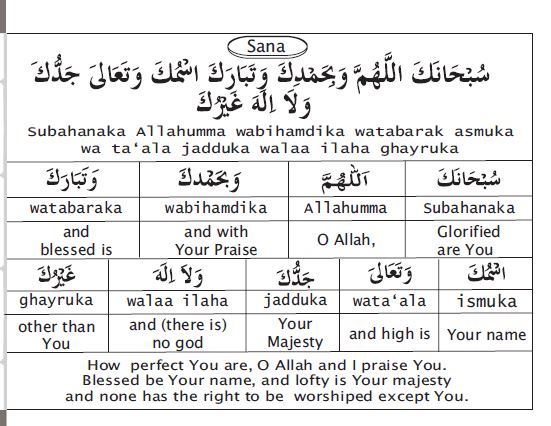 Sana
سُبْحَانَكَ اللَّهُمَّ وَبِحَمْدِكَ وَتَبَارَكَ اسْمُكَ وَتَعَالىَ جَدُّكَ
وَلَا اِلٰهَ غَيْرُكَ
Subahanaka Allahumma wabihamdika watabarak asmuka
wa ta‘ala jadduka walaa ilaha ghayruka
سُبْحَانَكَ اَللّٰهُمَّ وَبِحَمْدِكَ وَتَبَارَكَ
watabaraka wabihamdika Allahumma Subahanaka
and blessed is and with Your Praise O Allah, Glorified are You
اسْمُكَ وَتَعَالىَ جَدُّكَ وَلَا اِلٰهَ غَيْرُكَ
ghayruka walaa ilaha jadduka wata‘ala ismuka
other than You and (there is) no god Your Majesty and high is Your name
How perfect You are, O Allah and I praise You.
Blessed be Your name, and lofty is Your majesty
and none has the right to be worshiped except You.